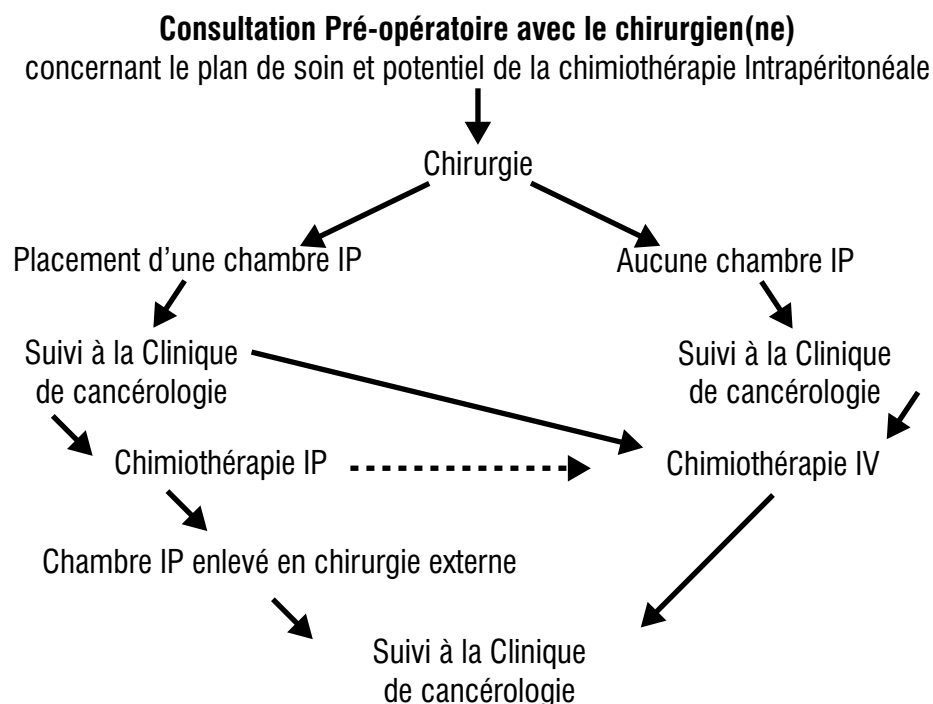 Consultation Pré-opératoire avec le chirurgien(ne)
concernant le plan de soin et potentiel de la chimiothérapie Intrapéritonéale
Chirurgie
Placement d'une chambre IP
Aucune chambre IP
Suivi à la Clinique
de cancérologie
Suivi à la Clinique
de cancérologie
Chimiothérapie IP
Chimiothérapie IV
Chambre IP enlevé en chirurgie externe
Suivi à la Clinique
de cancérologie